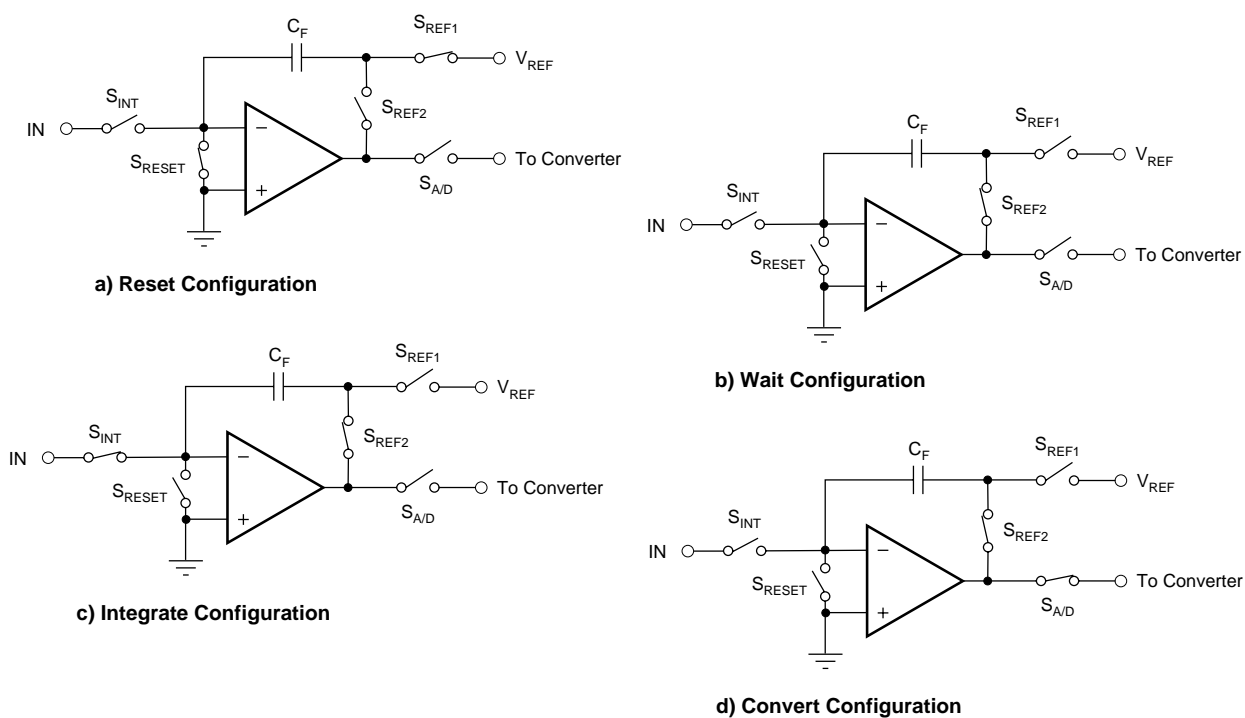 C_F
S_REF1
V_REF
S_INT
IN
S_REF2
S_RESET
−
+
To Converter
S_A/D
a) Reset Configuration
C_F
S_REF1
V_REF
S_INT
IN
S_REF2
S_RESET
−
+
To Converter
S_A/D
b) Wait Configuration
C_F
S_REF1
V_REF
S_INT
IN
S_REF2
S_RESET
−
+
To Converter
S_A/D
c) Integrate Configuration
C_F
S_REF1
V_REF
S_INT
IN
S_REF2
S_RESET
−
+
To Converter
S_A/D
d) Convert Configuration